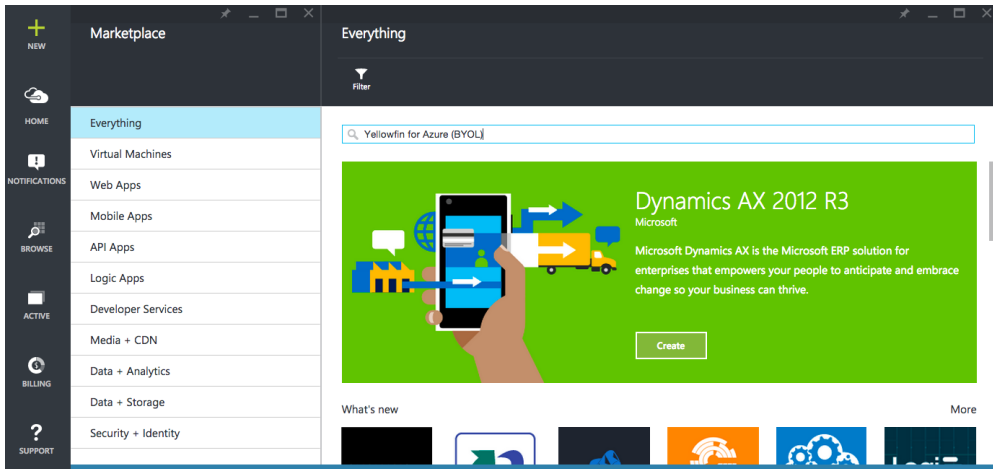 Marketplace
Everything
NEW
Filter
HOME
Everything
Yellowfin for Azure (BYOL)
Virtual Machines
NOTIFICATIONS
Web Apps
Mobile Apps
BROWSE
API Apps
Logic Apps
ACTIVE
Developer Services
Media + CDN
BILLING
Data + Analytics
Data + Storage
SUPPORT
Security + Identity
Dynamics AX 2012 R3
Microsoft
Microsoft Dynamics AX is the Microsoft ERP solution for
enterprises that empowers your people to anticipate and embrace
change so your business can thrive.
Create
What's new
More